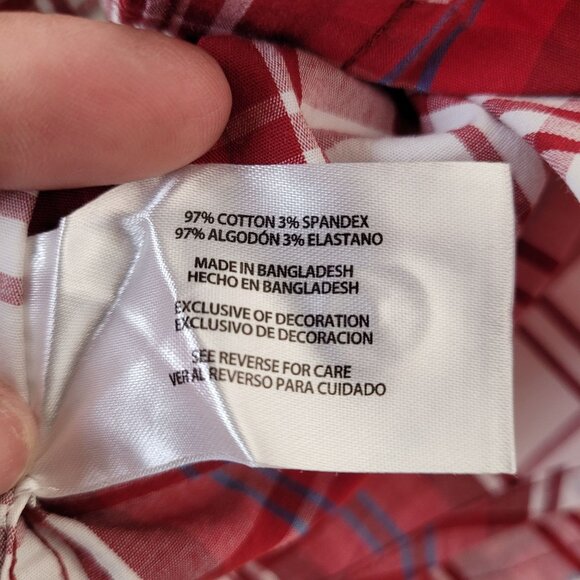 97% COTTON 3% SPANDEX
97% ALGODÓN 3% ELASTANO
MADE IN BANGLADESH
HECHO EN BANGLADESH
EXCLUSIVE OF DECORATION
EXCLUSIVO DE DECORACION
SEE REVERSE FOR CARE
VER AL REVERSO PARA CUIDADO